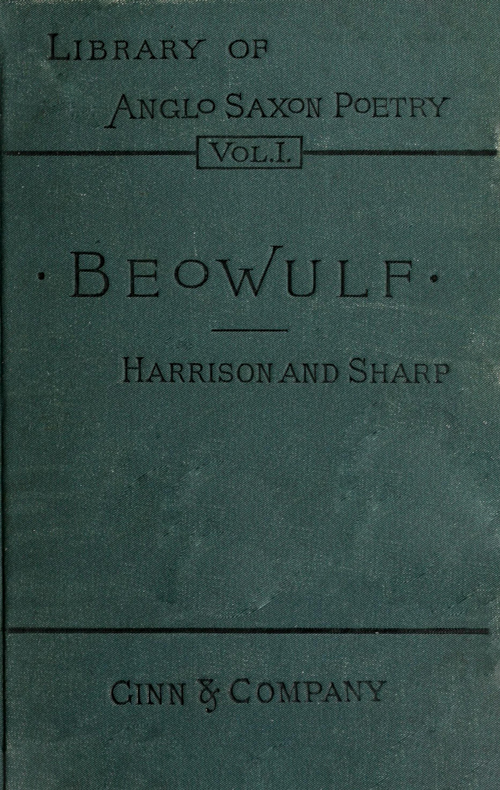 LIBRARY OF
ANGLO SAXON POETRY
VOL. I.
· BEOWULF ·
HARRISON AND SHARP
GINN & COMPANY